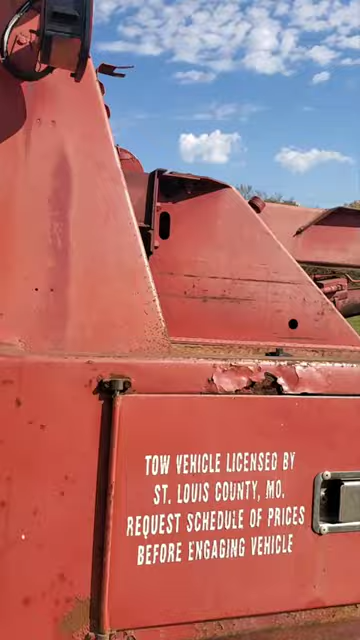 TOW VEHICLE LICENSED BY
ST. LOUIS COUNTY, MO.
REQUEST SCHEDULE OF PRICES
BEFORE ENGAGING VEHICLE